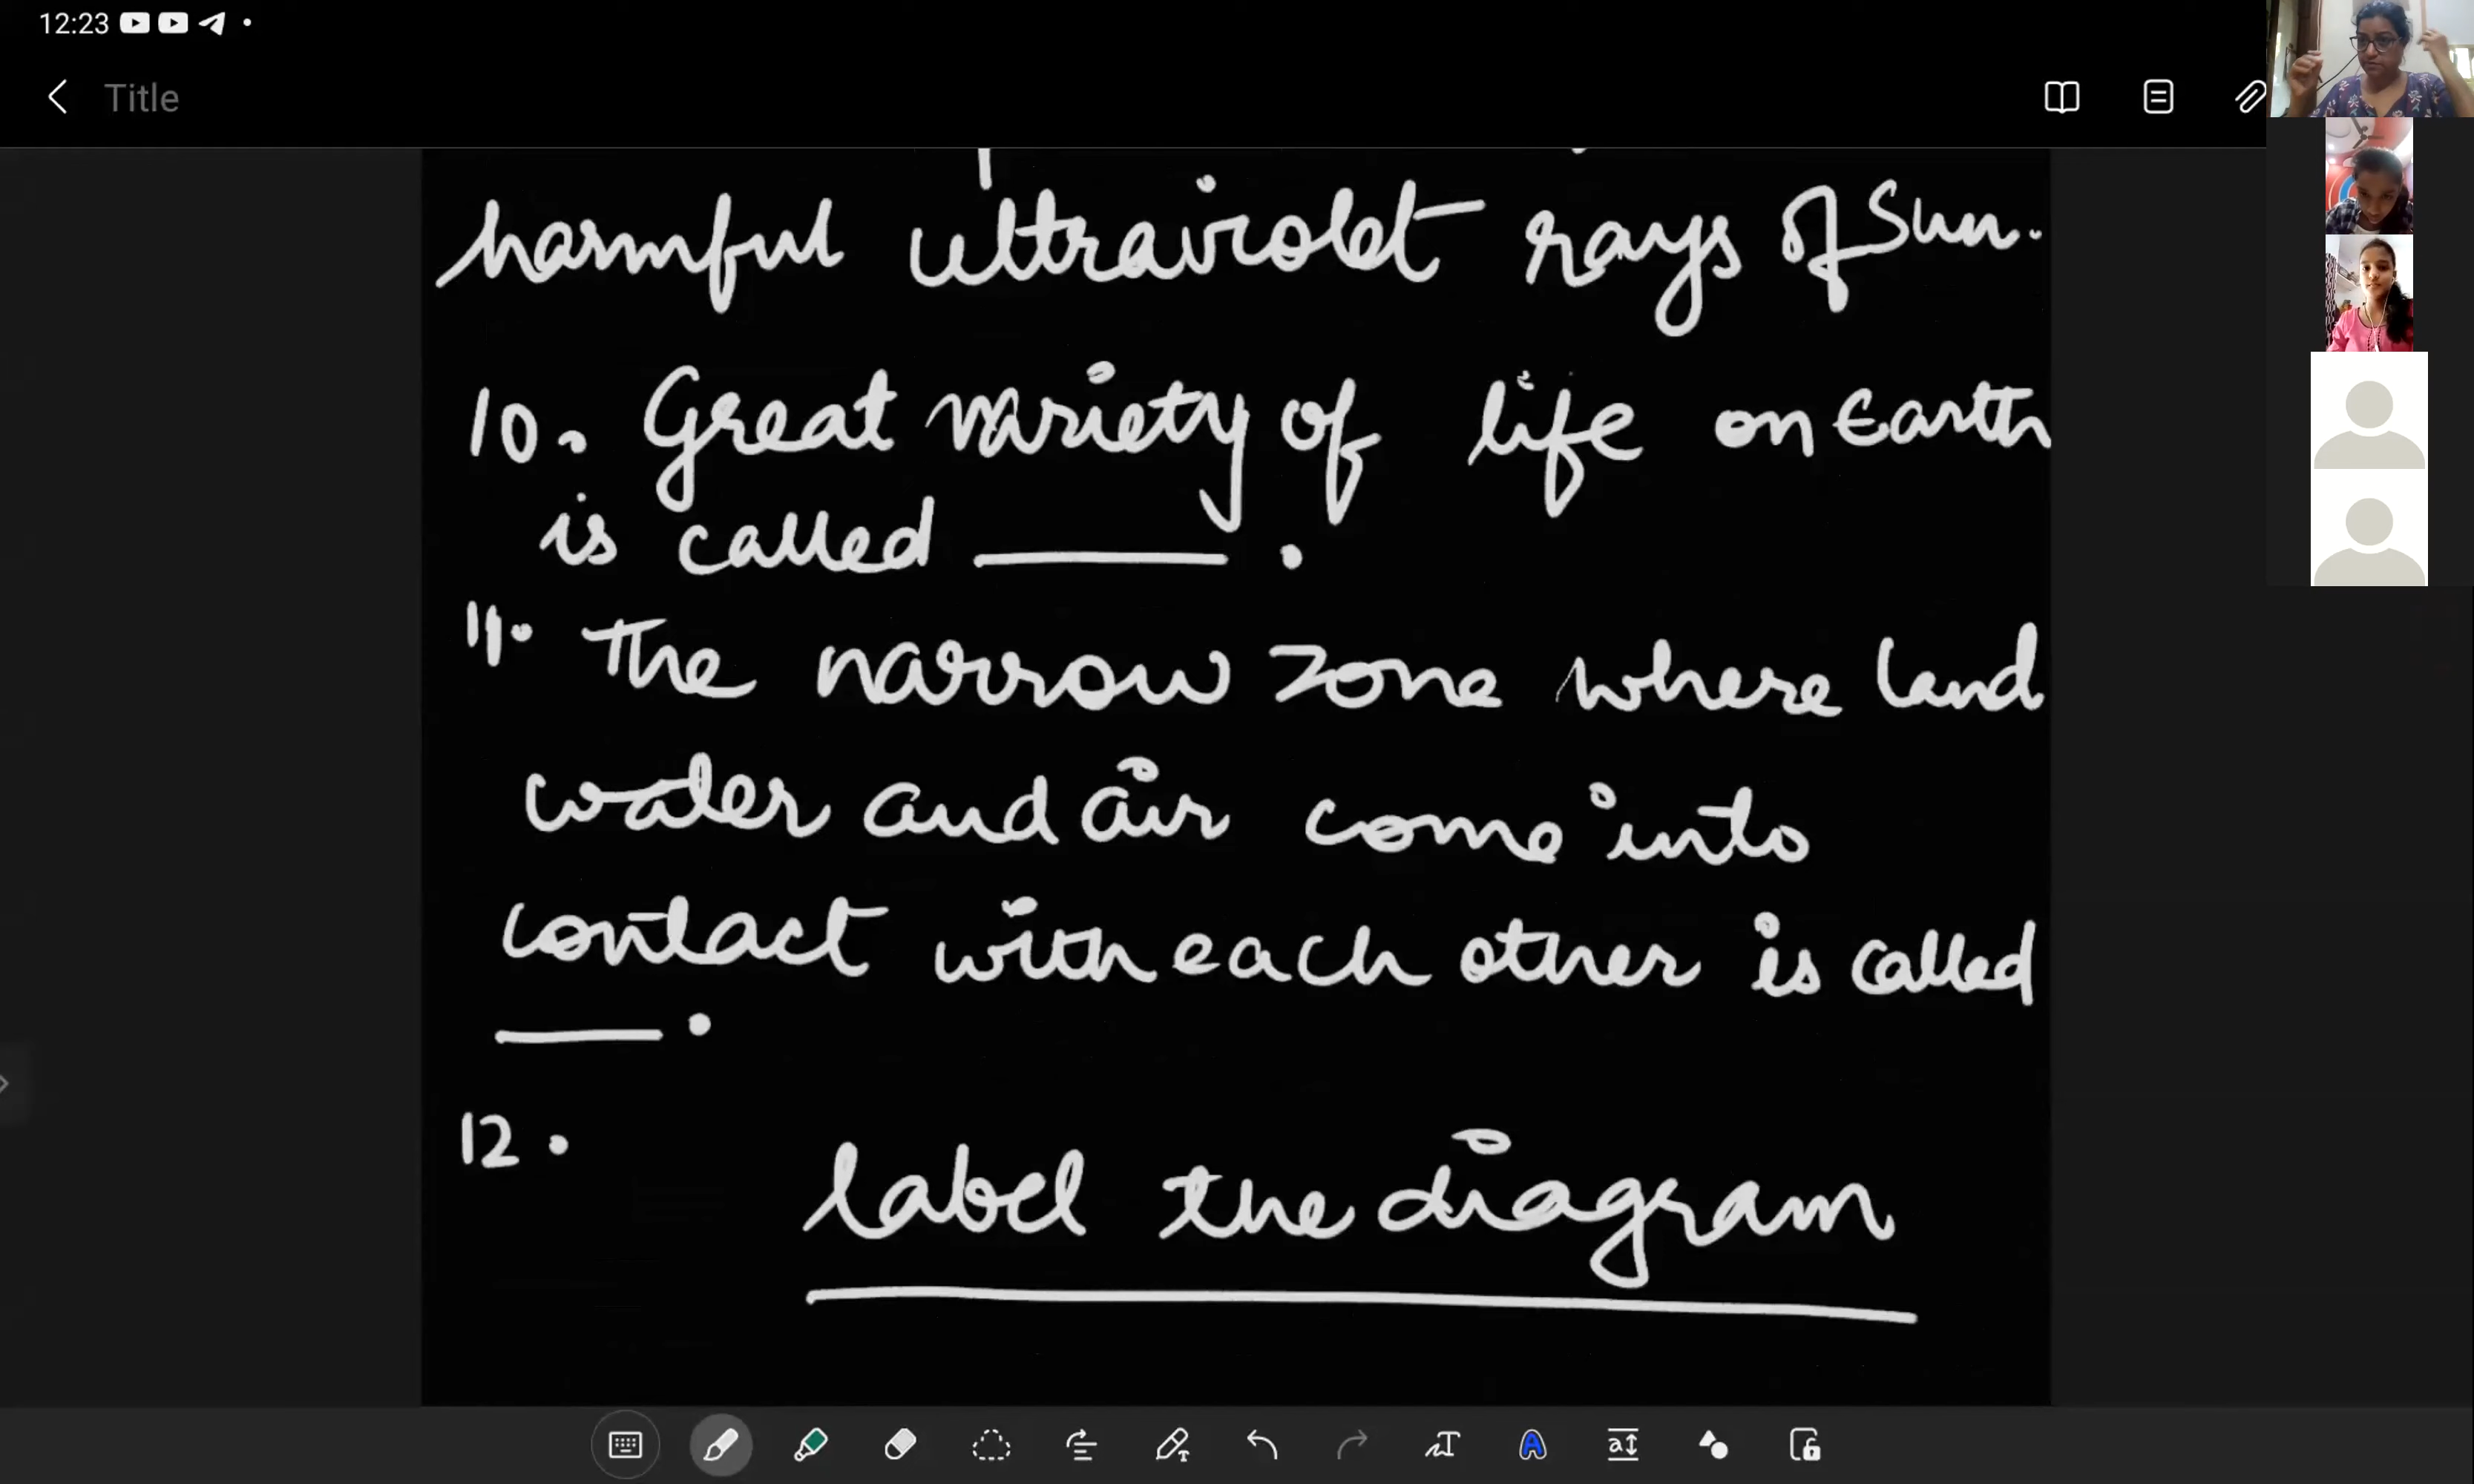 12:23
Title
harmful ultraviolet rays of Sun.
10. Great variety of life on Earth
is called ______ .
11. The narrow zone where land
water and air come into
contact with each other is called
______ .
12. label the diagram